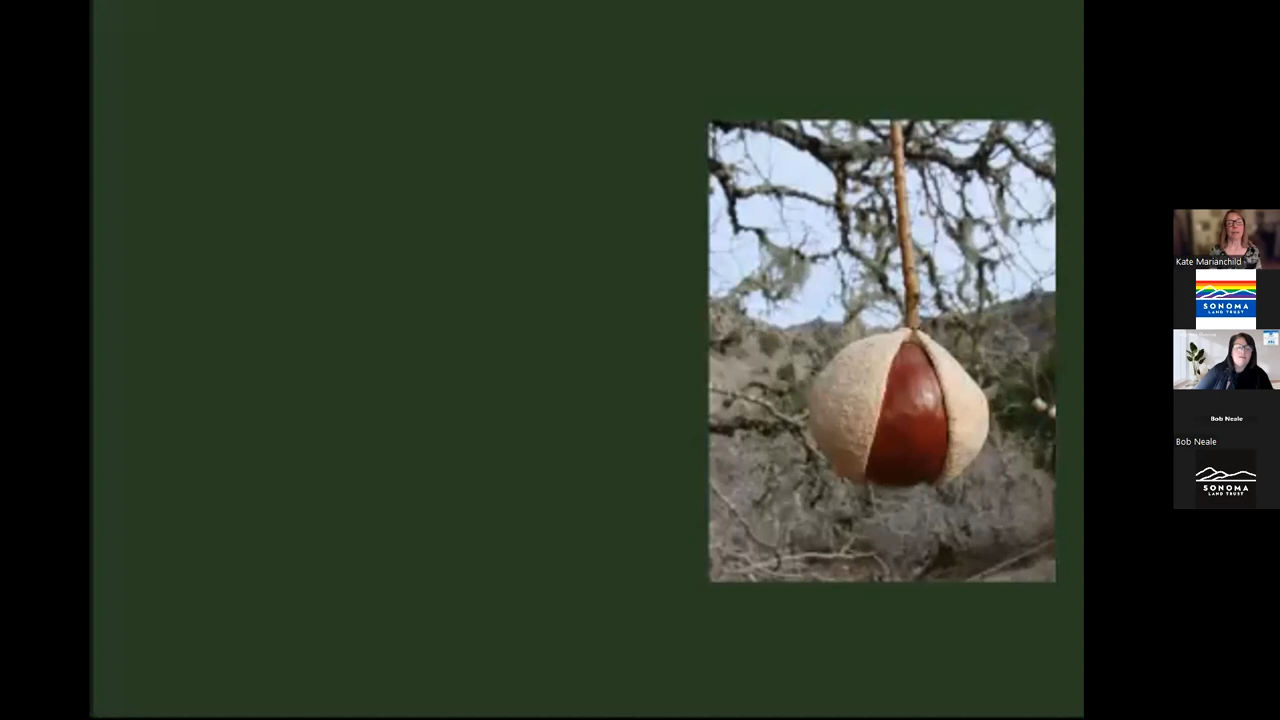 Kate Marianchild
SONOMA
LAND TRUST
Bob Neale
Bob Neale
SONOMA
LAND TRUST